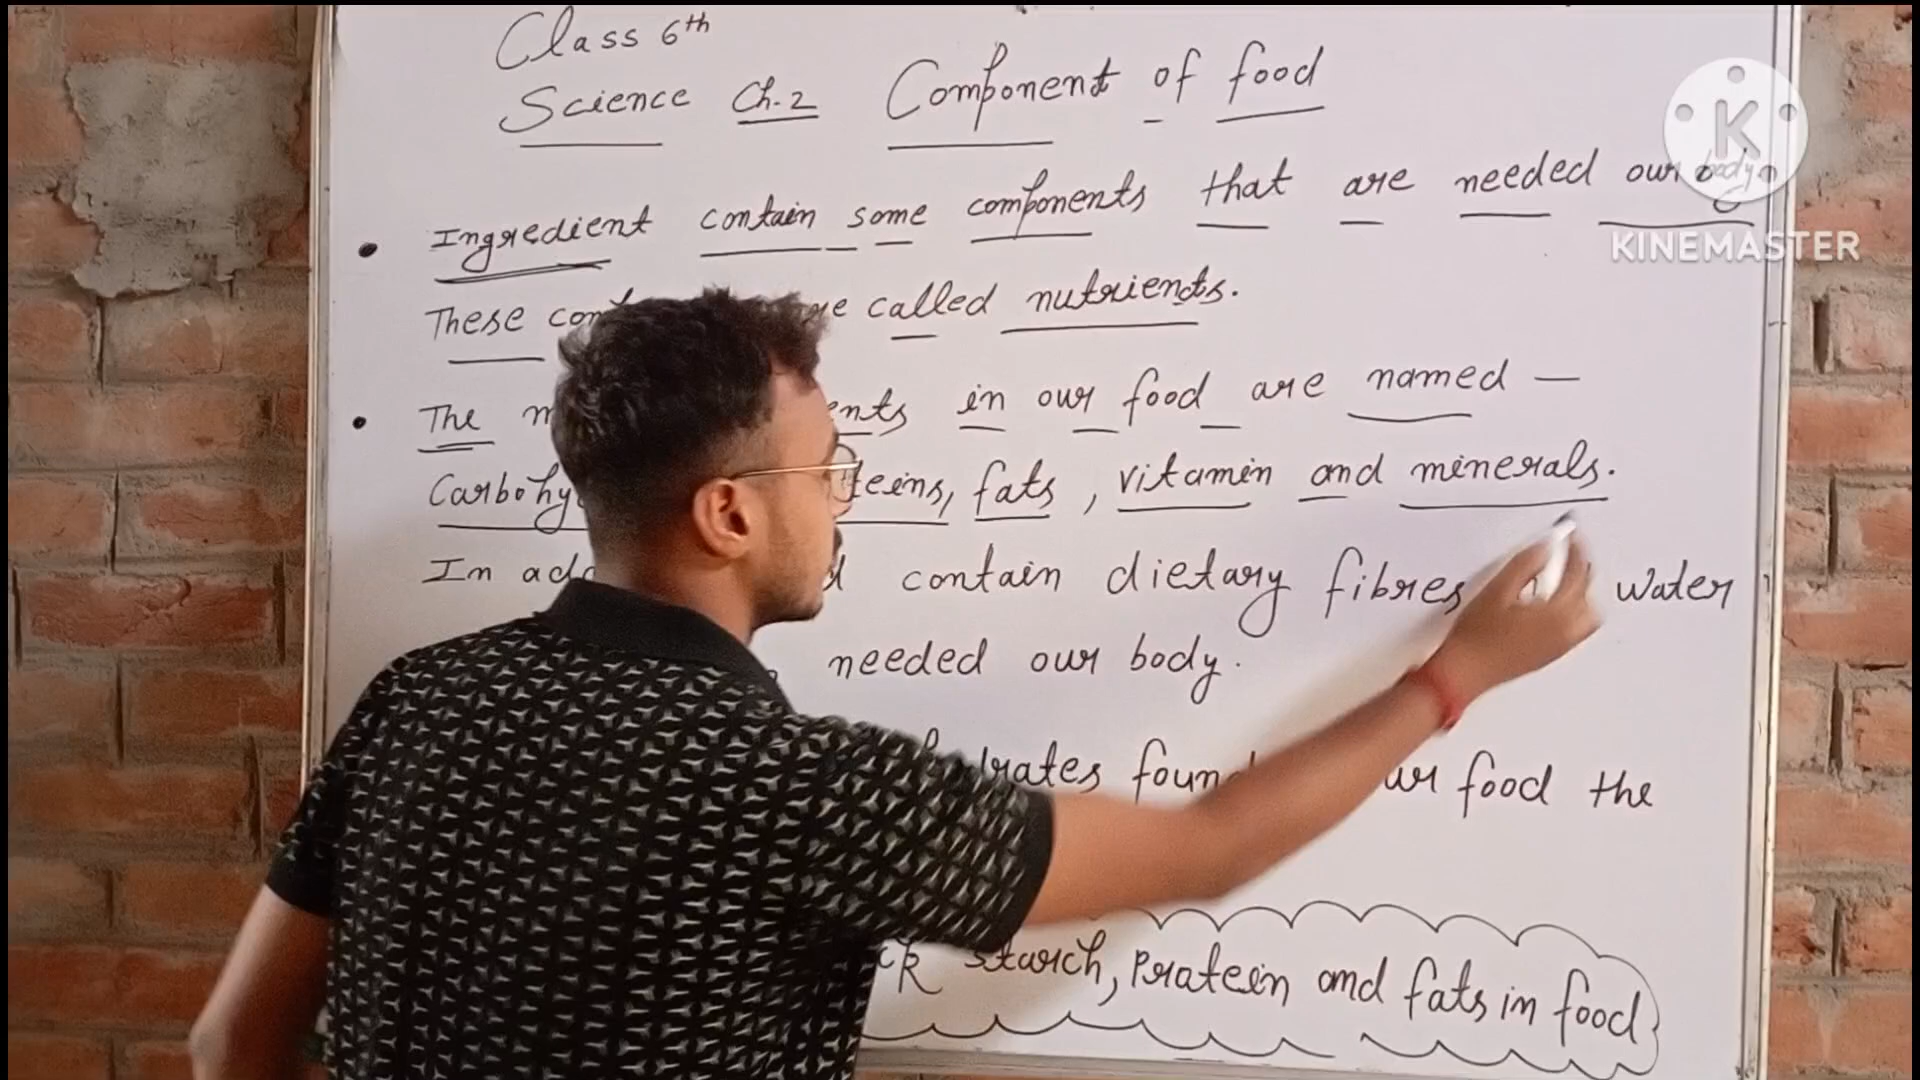 Class 6th
Science Ch.2 Component of food
Ingredient contain some components that are needed our body
KINEMASTER
These called nutrients.
The in our food are named —
fats, vitamin and minerals.
In contain dietary fibres water
needed our body.
found food the
starch, Protein and fats in food